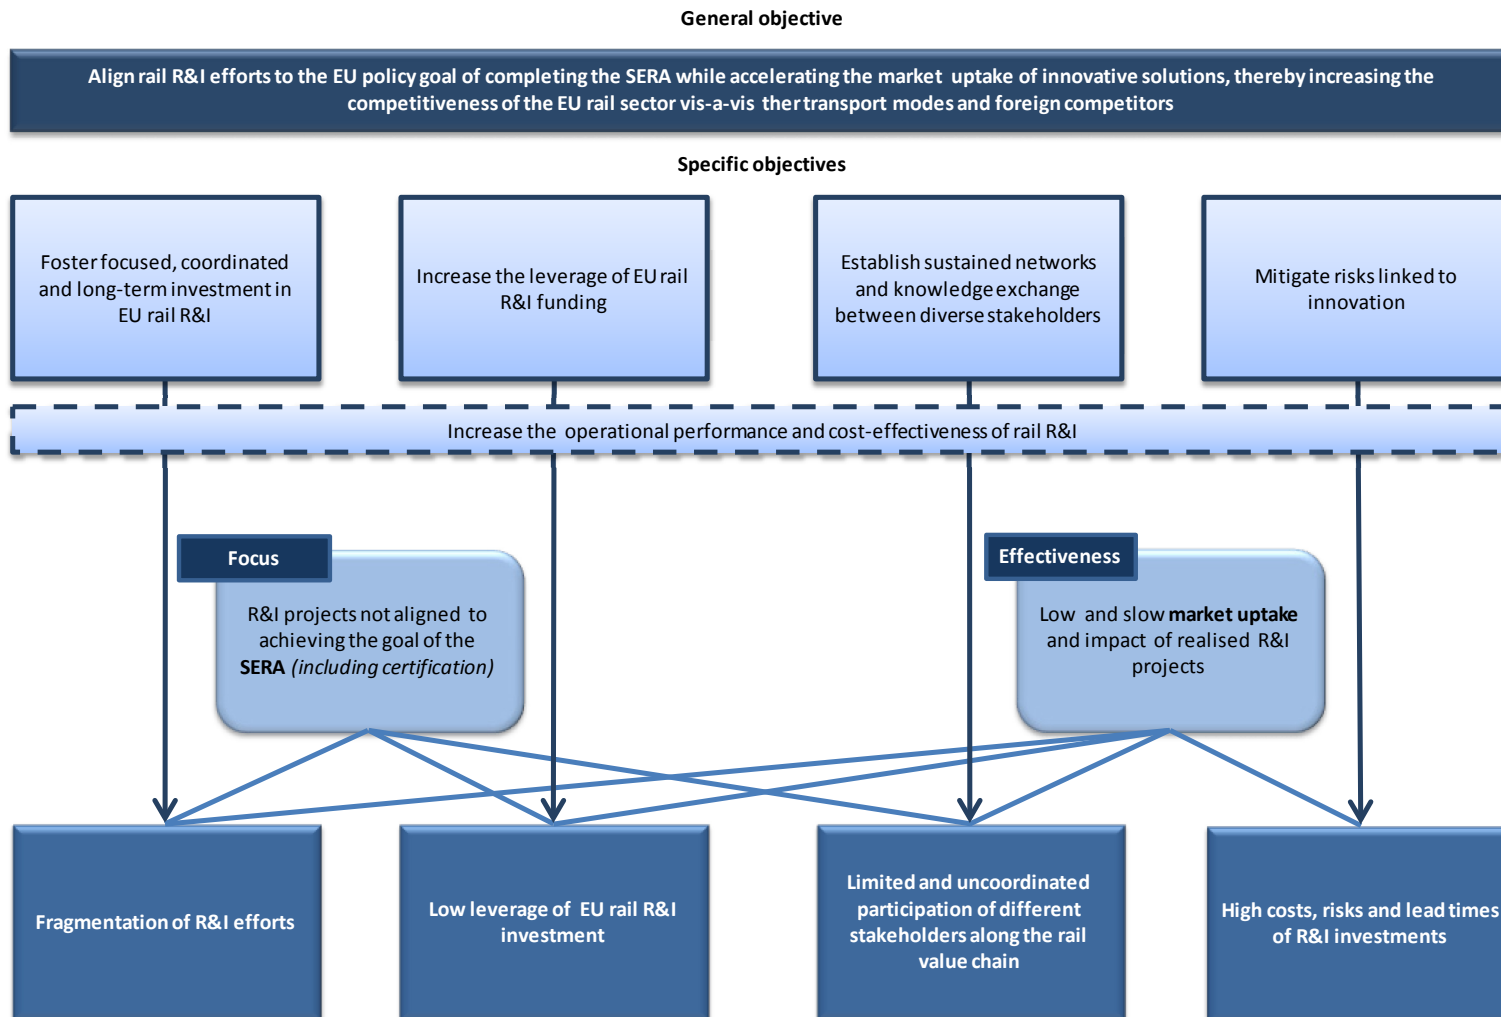 General objective
Align rail R&I efforts to the EU policy goal of completing the SERA while accelerating the market uptake of innovative solutions, thereby increasing the
competitiveness of the EU rail sector vis-a-vis ther transport modes and foreign competitors
Specific objectives
Foster focused, coordinated
and long-term investment in
EU rail R&I
Increase the leverage of EU rail
R&I funding
Establish sustained networks
and knowledge exchange
between diverse stakeholders
Mitigate risks linked to
innovation
Increase the operational performance and cost-effectiveness of rail R&I
Focus
R&I projects not aligned to
achieving the goal of the
SERA (including certification)
Effectiveness
Low and slow market uptake
and impact of realised R&I
projects
Fragmentation of R&I efforts
Low leverage of EU rail R&I
investment
Limited and uncoordinated
participation of different
stakeholders along the rail
value chain
High costs, risks and lead times
of R&I investments